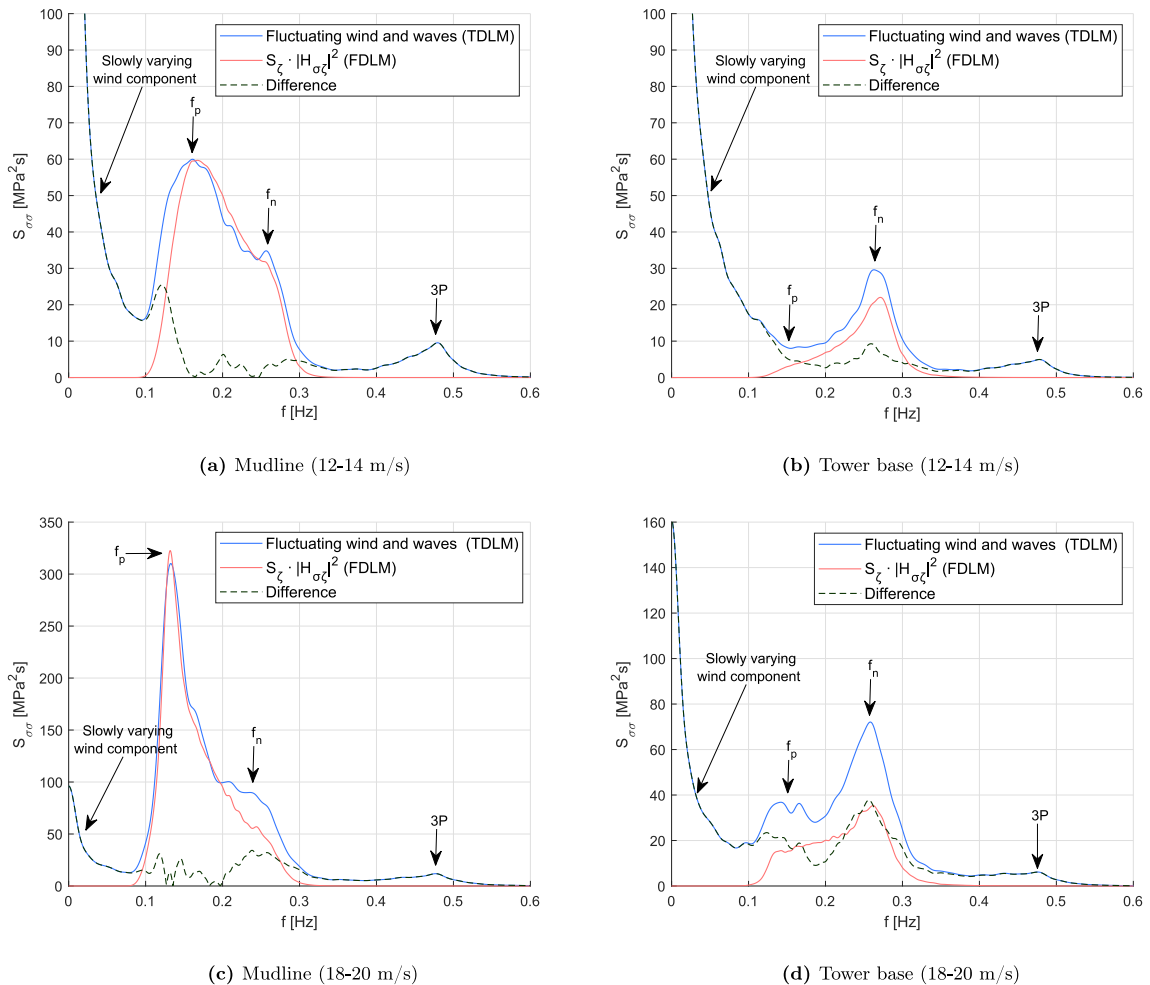 100
90
80
70
60
50
40
30
20
10
0
S_σσ [MPa²s]
0
0.1
0.2
0.3
0.4
0.5
0.6
f [Hz]
Fluctuating wind and waves (TDLM)
S_ζ · |H_σζ|² (FDLM)
Difference
Slowly varying
wind component
f_p
f_n
3P
(a) Mudline (12-14 m/s)
100
90
80
70
60
50
40
30
20
10
0
S_σσ [MPa²s]
0
0.1
0.2
0.3
0.4
0.5
0.6
f [Hz]
Fluctuating wind and waves (TDLM)
S_ζ · |H_σζ|² (FDLM)
Difference
Slowly varying
wind component
f_p
f_n
3P
(b) Tower base (12-14 m/s)
350
300
250
200
150
100
50
0
S_σσ [MPa²s]
0
0.1
0.2
0.3
0.4
0.5
0.6
f [Hz]
Fluctuating wind and waves (TDLM)
S_ζ · |H_σζ|² (FDLM)
Difference
f_p
Slowly varying
wind component
f_n
3P
(c) Mudline (18-20 m/s)
160
140
120
100
80
60
40
20
0
S_σσ [MPa²s]
0
0.1
0.2
0.3
0.4
0.5
0.6
f [Hz]
Fluctuating wind and waves (TDLM)
S_ζ · |H_σζ|² (FDLM)
Difference
Slowly varying
wind component
f_p
f_n
3P
(d) Tower base (18-20 m/s)